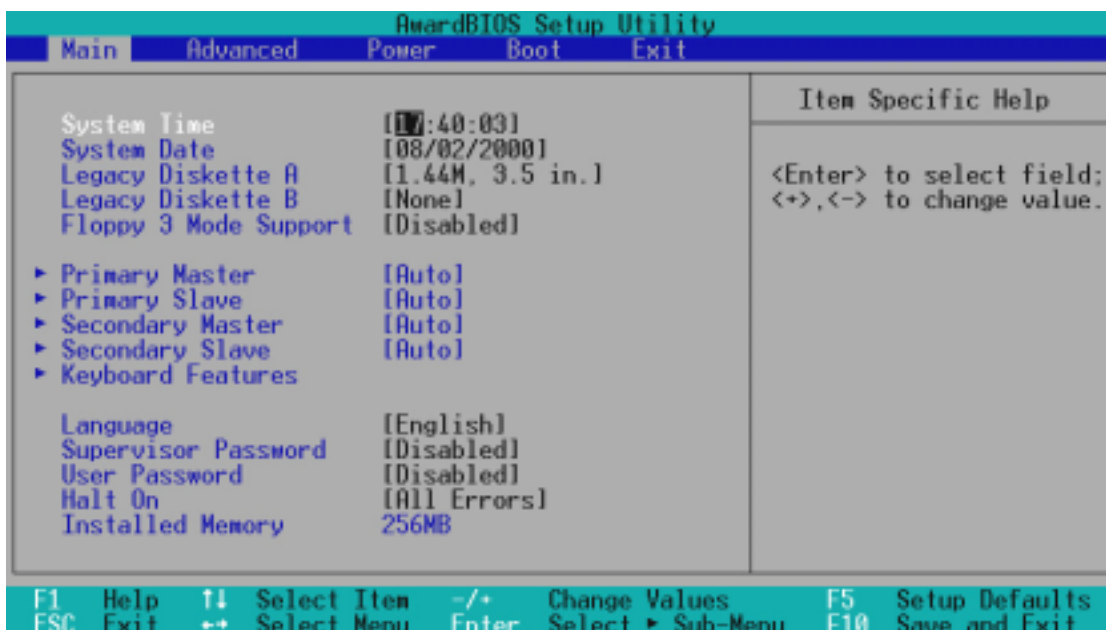 AwardBIOS Setup Utility
Main Advanced Power Boot Exit
Item Specific Help
System Time [17:40:03]
System Date [08/02/2000]
Legacy Diskette A [1.44M, 3.5 in.]
Legacy Diskette B [None]
Floppy 3 Mode Support [Disabled]
<Enter> to select field;
<+>,<-> to change value.
► Primary Master [Auto]
► Primary Slave [Auto]
► Secondary Master [Auto]
► Secondary Slave [Auto]
► Keyboard Features
Language [English]
Supervisor Password [Disabled]
User Password [Disabled]
Halt On [All Errors]
Installed Memory 256MB
F1 Help ↑↓ Select Item -/+ Change Values F5 Setup Defaults
ESC Exit ←→ Select Menu Enter Select ► Sub-Menu F10 Save and Exit